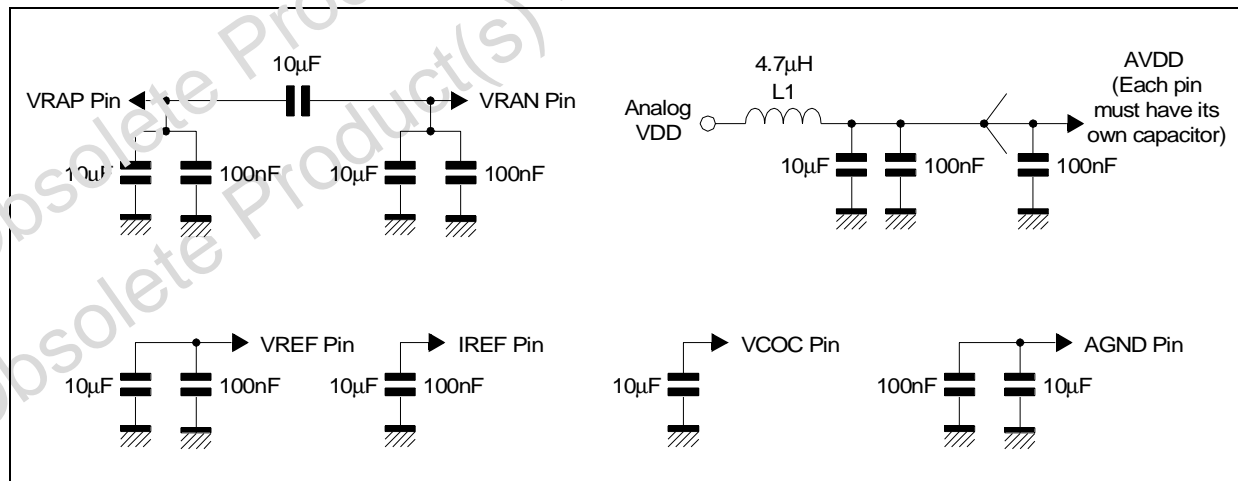 Obsolete Product(s)
Obsolete Product(s)
10µF
VRAP Pin
VRAN Pin
10µF
100nF
10µF
100nF
4.7µH
L1
Analog
VDD
AVDD
(Each pin
must have its
own capacitor)
10µF
100nF
100nF
VREF Pin
10µF
100nF
IREF Pin
10µF
100nF
VCOC Pin
10µF
AGND Pin
100nF
10µF